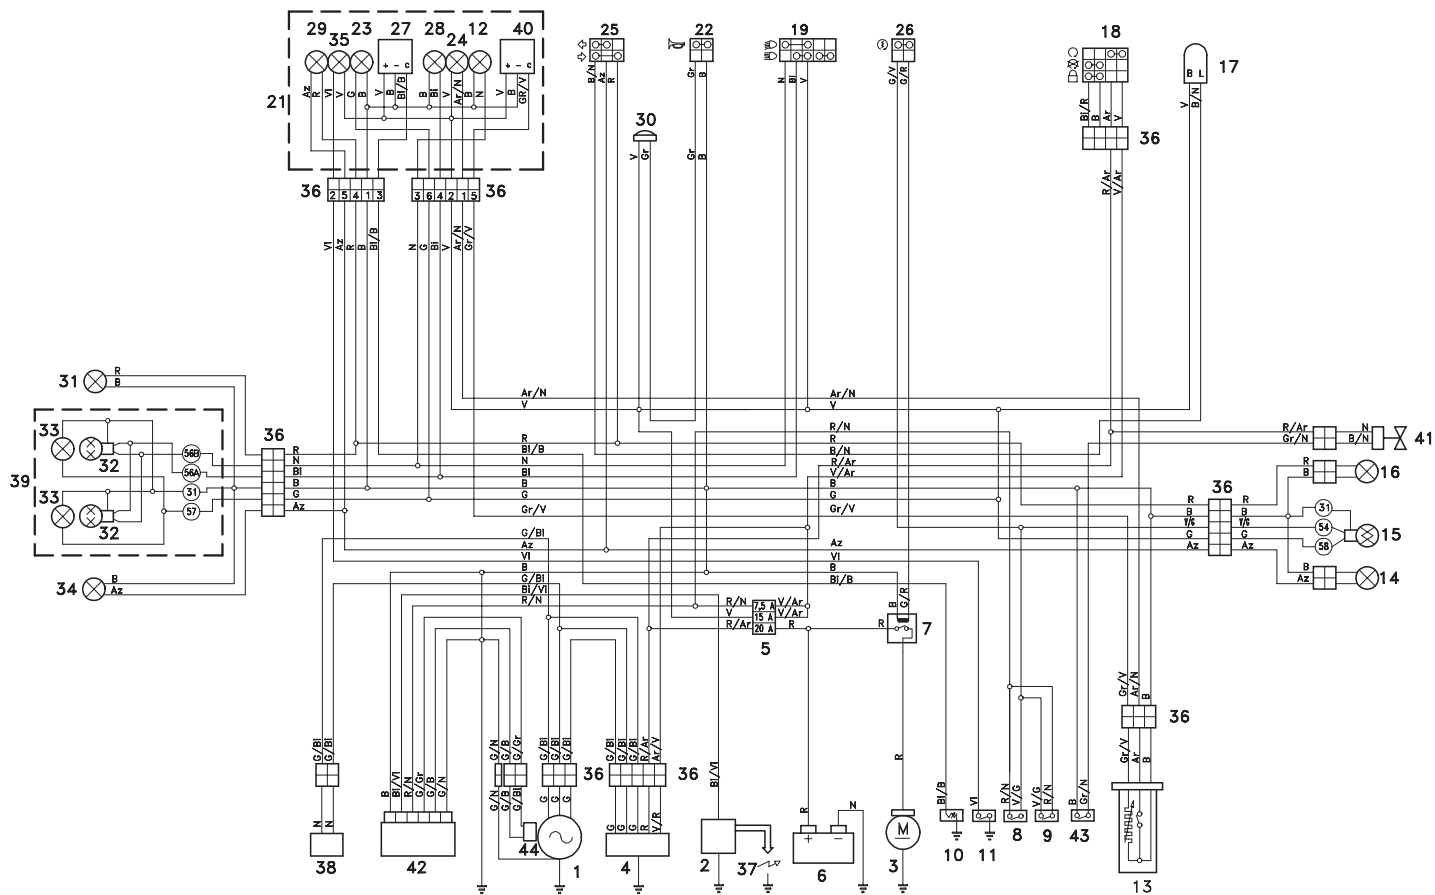 29 23 27 28 12 40
35 24
25 22 19 26 18 17
+ - c
+ - c
21
Az R Vi V G B V B Bl/B
B Bi V Ar/N B N V B GR/V
B/N Az R
Gr B
N Bi V
G/V G/R
Bl/R B Ar V
B L
V B/N
30
V Gr
Gr B
36
R/Ar V/Ar
36
2 5 4 1 3
3 6 4 2 1 5
36
Vi Az R B Bl/B
N G Bi V Ar/N Gr/V
31
R
B
Ar/N Ar/N
V V
R/N
R R
Bl/B B/N
N R/Ar
Bi V/Ar
B B
G G
Gr/V Gr/V
G/Bi
Az Az
Vi Vi
B B
G/Bi Bl/B
Bi/Vi
R/N
39
33
32
33
32
56B
56A
31
57
36
R
N
Bi
B
G
Az
34
B
Az
R/Ar N
Gr/N B/N
41
R
B
16
36
R R
B B
V/G V/G
G G
Az Az
31
54
58
15
B
Az
14
R/N 7,5 A V/Ar
V 15 A V/Ar
R/Ar 20 A R
5
B G/R
R
7
G/Bi G/Bi
N N
38
B Bi/Vi R/N G/Gr G/B G/N
42
G/N G/B G/Gr
G/N G/B G/Bl
44
G/Bi G/Bi G/Bi
36
G G G
1
G/Bi G/Bi G/Bi R/Ar Ar/V
36
G G G R V/R
4
Bi/Vi
2
37
R N
+ -
6
R
M
3
Bl/B
10
Vi
11
R/N V/G
8
V/G R/N
9
B Gr/N
43
Gr/V Ar/N B
36
Gr/V Ar B
13